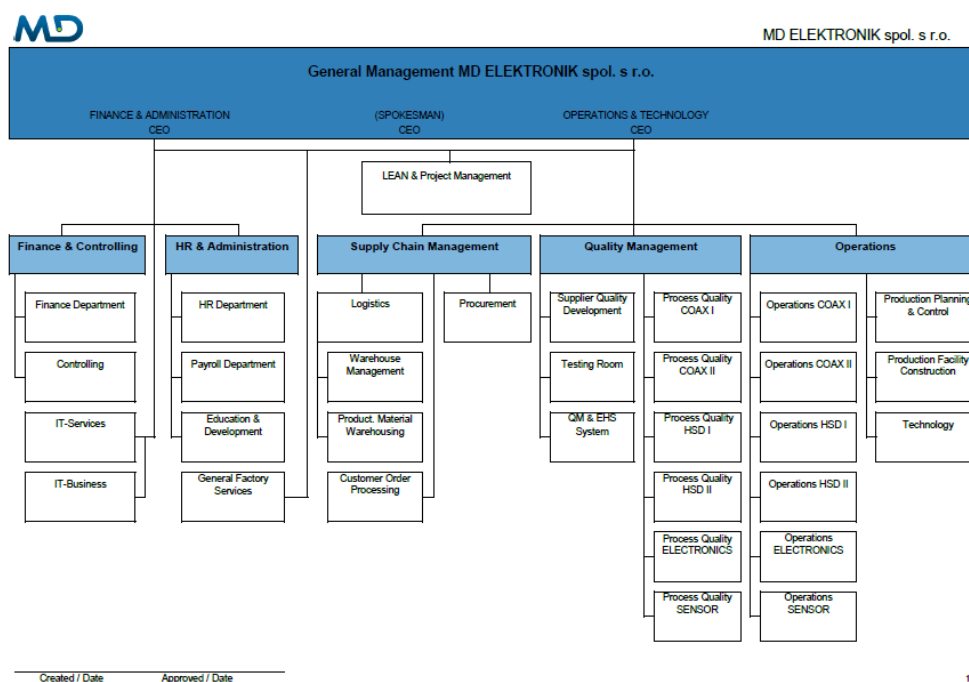 MD
MD ELEKTRONIK spol. s r.o.
General Management MD ELEKTRONIK spol. s r.o.
FINANCE & ADMINISTRATION
CEO
(SPOKESMAN)
CEO
OPERATIONS & TECHNOLOGY
CEO
LEAN & Project Management
Finance & Controlling
HR & Administration
Supply Chain Management
Quality Management
Operations
Finance Department
Controlling
IT-Services
IT-Business
HR Department
Payroll Department
Education &
Development
General Factory
Services
Logistics
Warehouse
Management
Product. Material
Warehousing
Customer Order
Processing
Procurement
Supplier Quality
Development
Testing Room
QM & EHS
System
Process Quality
COAX I
Process Quality
COAX II
Process Quality
HSD I
Process Quality
HSD II
Process Quality
ELECTRONICS
Process Quality
SENSOR
Operations COAX I
Operations COAX II
Operations HSD I
Operations HSD II
Operations
ELECTRONICS
Operations
SENSOR
Production Planning
& Control
Production Facility
Construction
Technology
Created / Date
Approved / Date
1